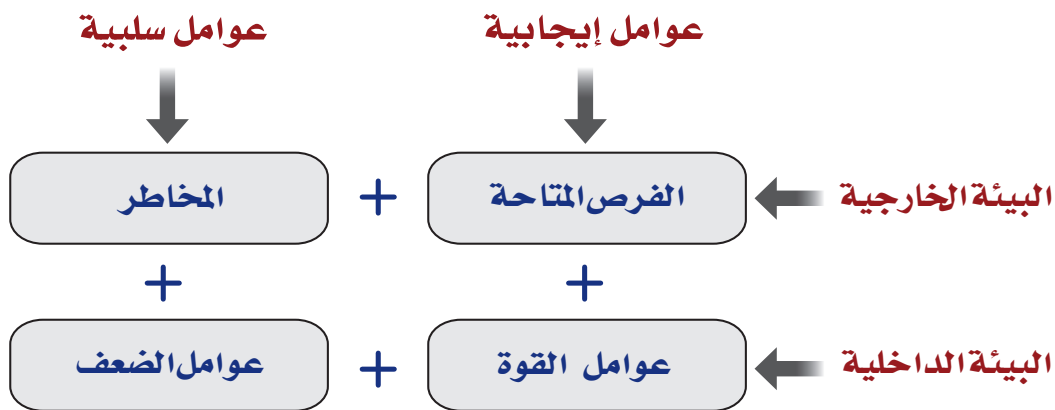 عوامل إيجابية
عوامل سلبية
البيئة الخارجية
الفرص المتاحة
+
المخاطر
+
+
البيئة الداخلية
عوامل القوة
+
عوامل الضعف